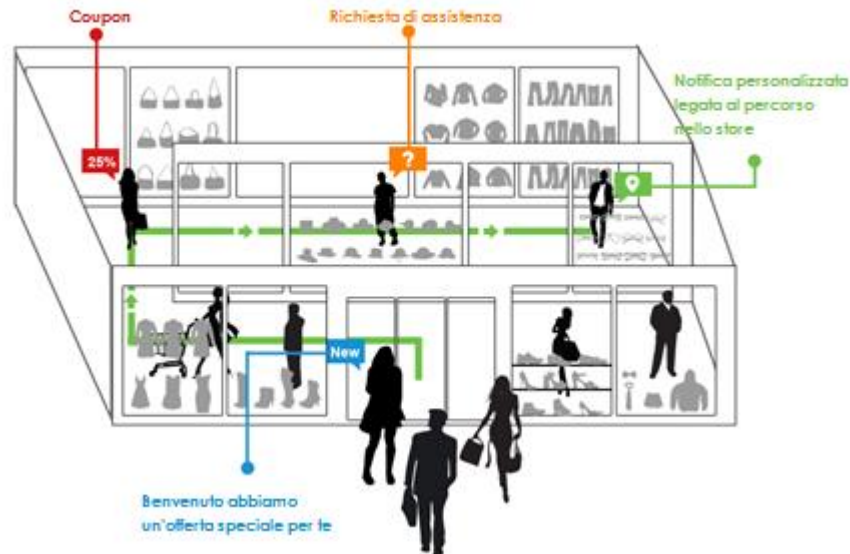 Coupon
Richiesta di assistenza
Notifica personalizzata
legata al percorso
nello store
25%
?
New
Benvenuto abbiamo
un'offerta speciale per te